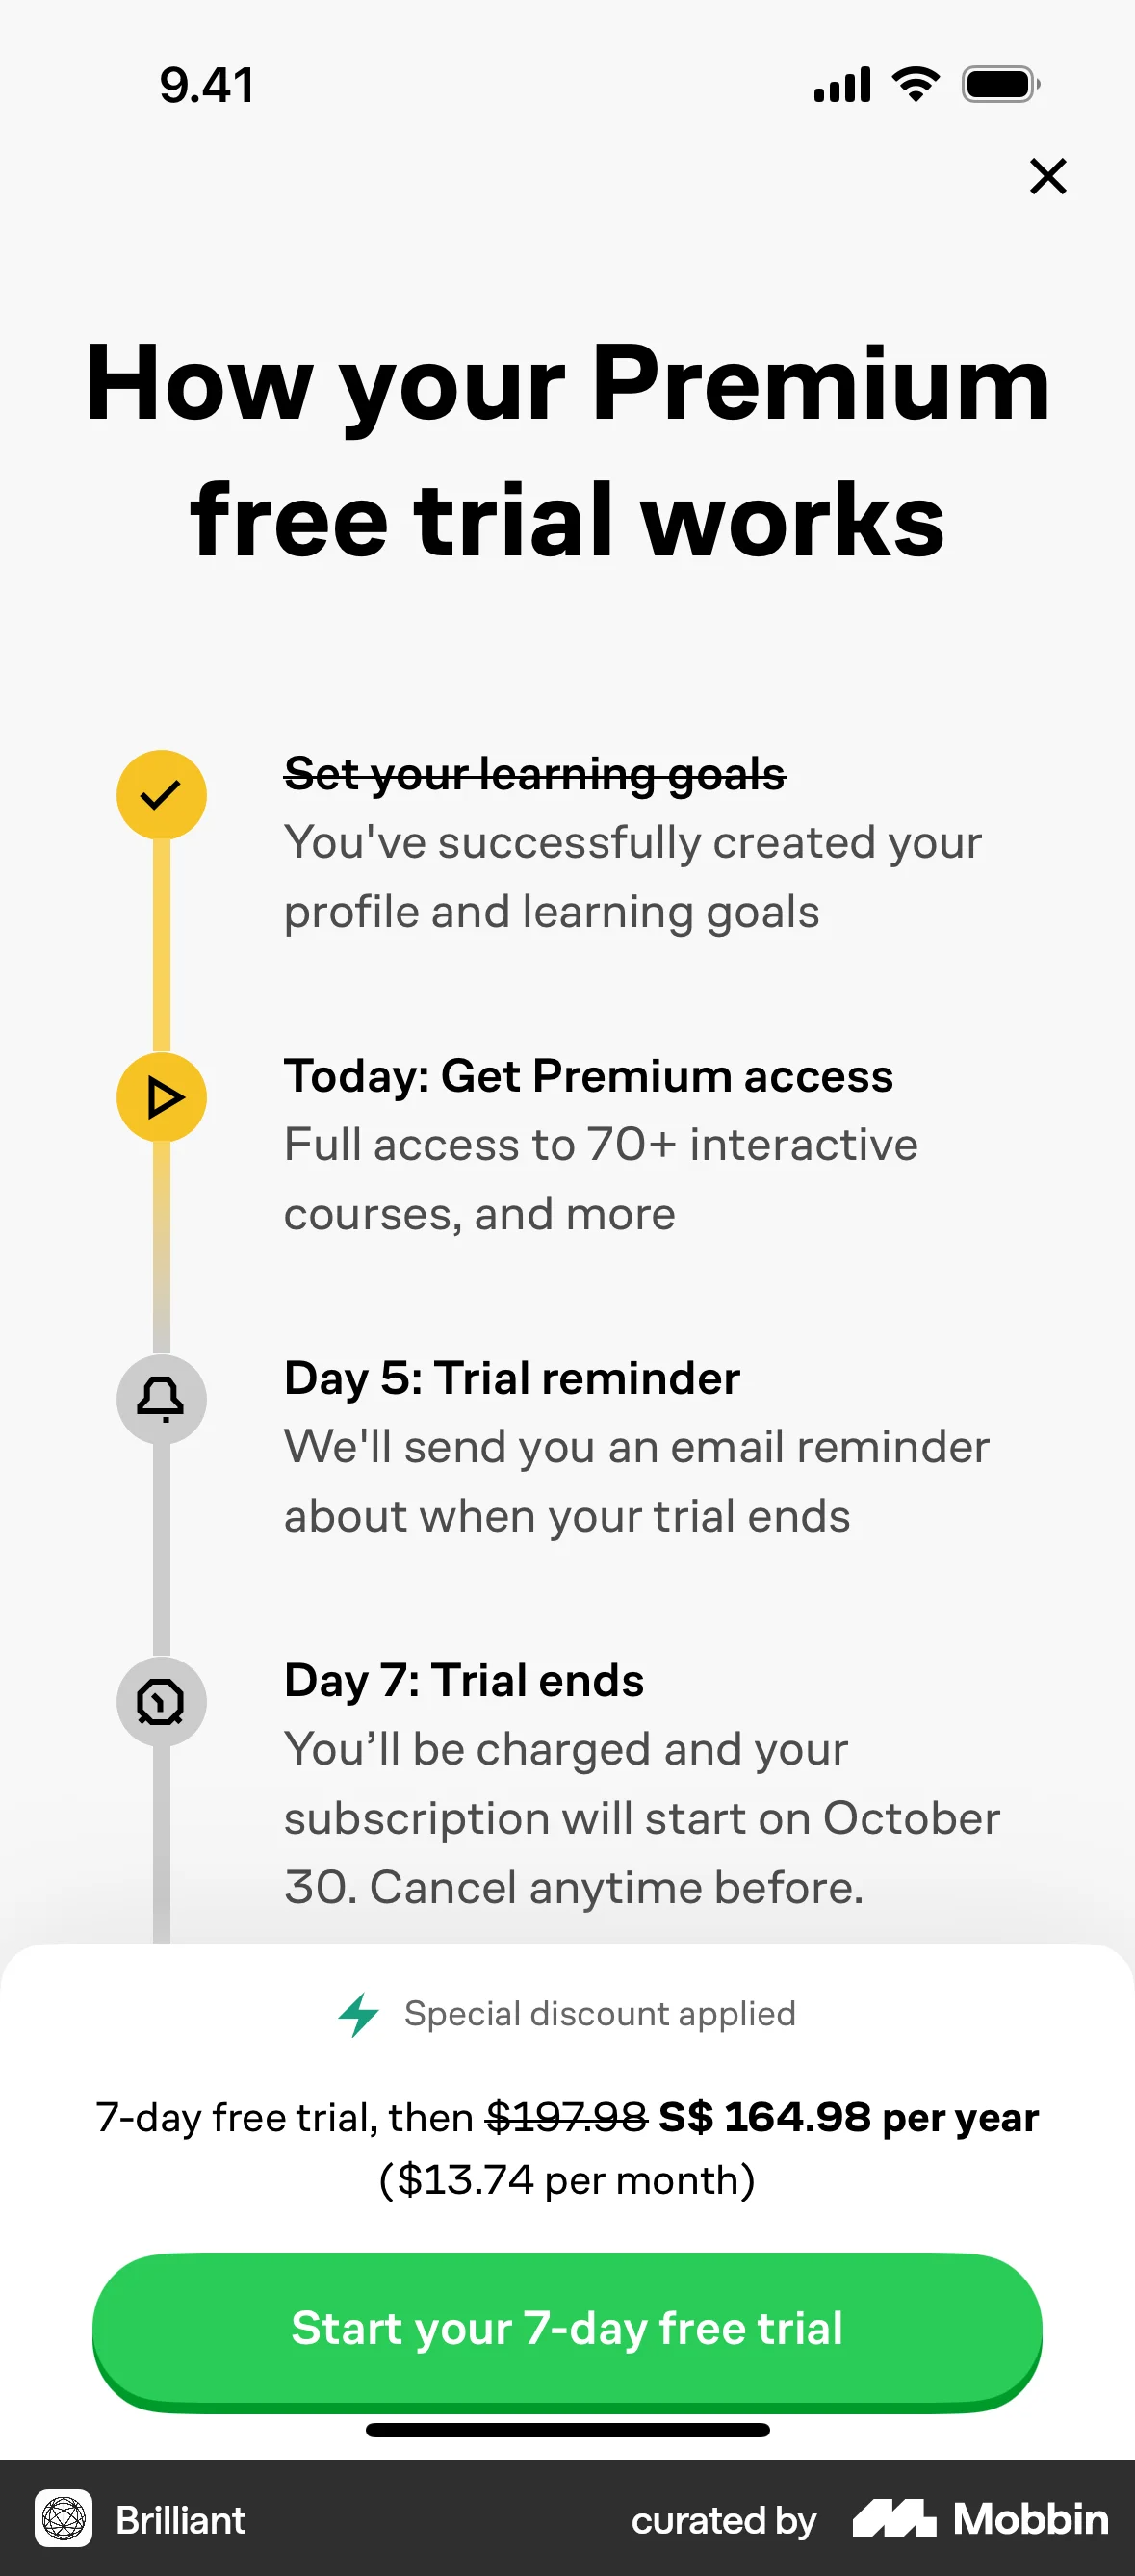 9.41
How your Premium
free trial works
Set your learning goals
You've successfully created your
profile and learning goals
Today: Get Premium access
Full access to 70+ interactive
courses, and more
Day 5: Trial reminder
We'll send you an email reminder
about when your trial ends
Day 7: Trial ends
You’ll be charged and your
subscription will start on October
30. Cancel anytime before.
Special discount applied
7-day free trial, then $197.98 S$ 164.98 per year
($13.74 per month)
Start your 7-day free trial
Brilliant curated by Mobbin